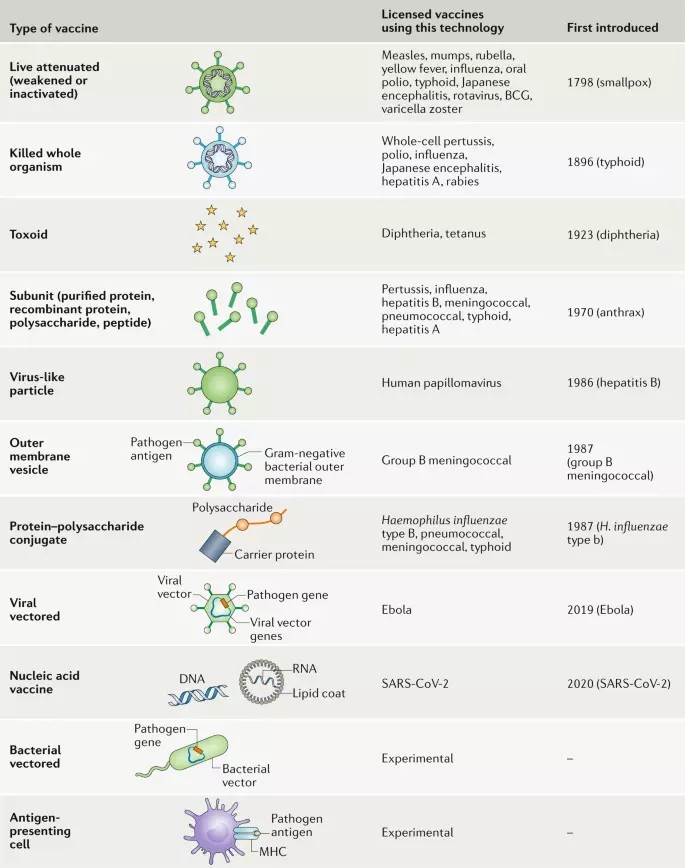 Type of vaccine
Licensed vaccines
using this technology
First introduced
Live attenuated
(weakened or
inactivated)
Measles, mumps, rubella,
yellow fever, influenza, oral
polio, typhoid, Japanese
encephalitis, rotavirus, BCG,
varicella zoster
1798 (smallpox)
Killed whole
organism
Whole-cell pertussis,
polio, influenza,
Japanese encephalitis,
hepatitis A, rabies
1896 (typhoid)
Toxoid
Diphtheria, tetanus
1923 (diphtheria)
Subunit (purified protein,
recombinant protein,
polysaccharide, peptide)
Pertussis, influenza,
hepatitis B, meningococcal,
pneumococcal, typhoid,
hepatitis A
1970 (anthrax)
Virus-like
particle
Human papillomavirus
1986 (hepatitis B)
Outer
membrane
vesicle
Pathogen
antigen
Gram-negative
bacterial outer
membrane
Group B meningococcal
1987
(group B
meningococcal)
Protein–polysaccharide
conjugate
Polysaccharide
Carrier protein
Haemophilus influenzae
type B, pneumococcal,
meningococcal, typhoid
1987 (H. influenzae
type b)
Viral
vectored
Viral
vector
Pathogen gene
Viral vector
genes
Ebola
2019 (Ebola)
Nucleic acid
vaccine
DNA
RNA
Lipid coat
SARS-CoV-2
2020 (SARS-CoV-2)
Bacterial
vectored
Pathogen
gene
Bacterial
vector
Experimental
–
Antigen-
presenting
cell
Pathogen
antigen
MHC
Experimental
–